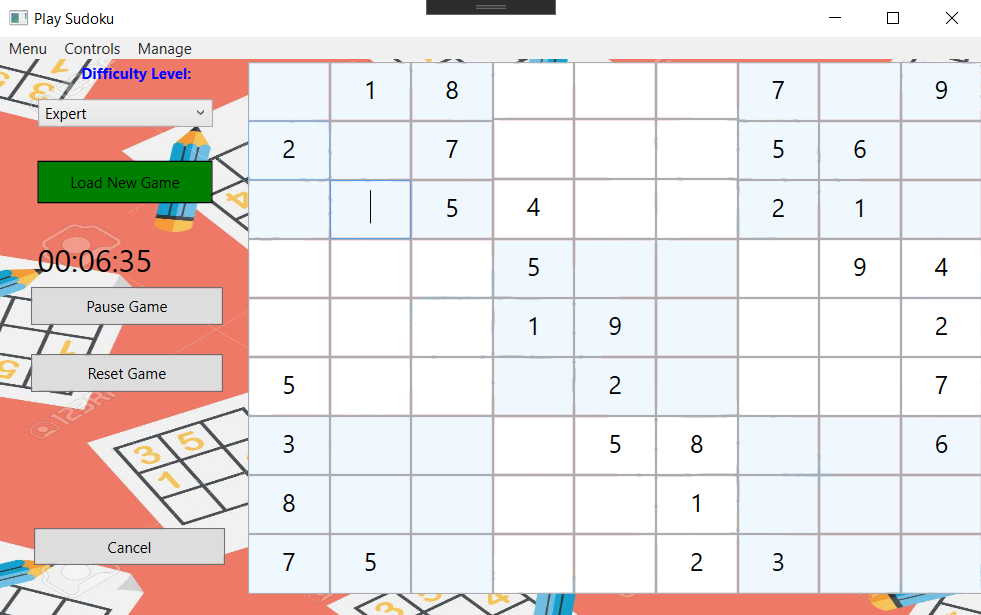 Play Sudoku
Menu Controls Manage
Difficulty Level:
Expert
Load New Game
00:06:35
Pause Game
Reset Game
Cancel
1 8 7 9
2 7 5 6
5 4 2 1
5 9 4
1 9 2
5 2 7
3 5 8 6
8 1
7 5 2 3